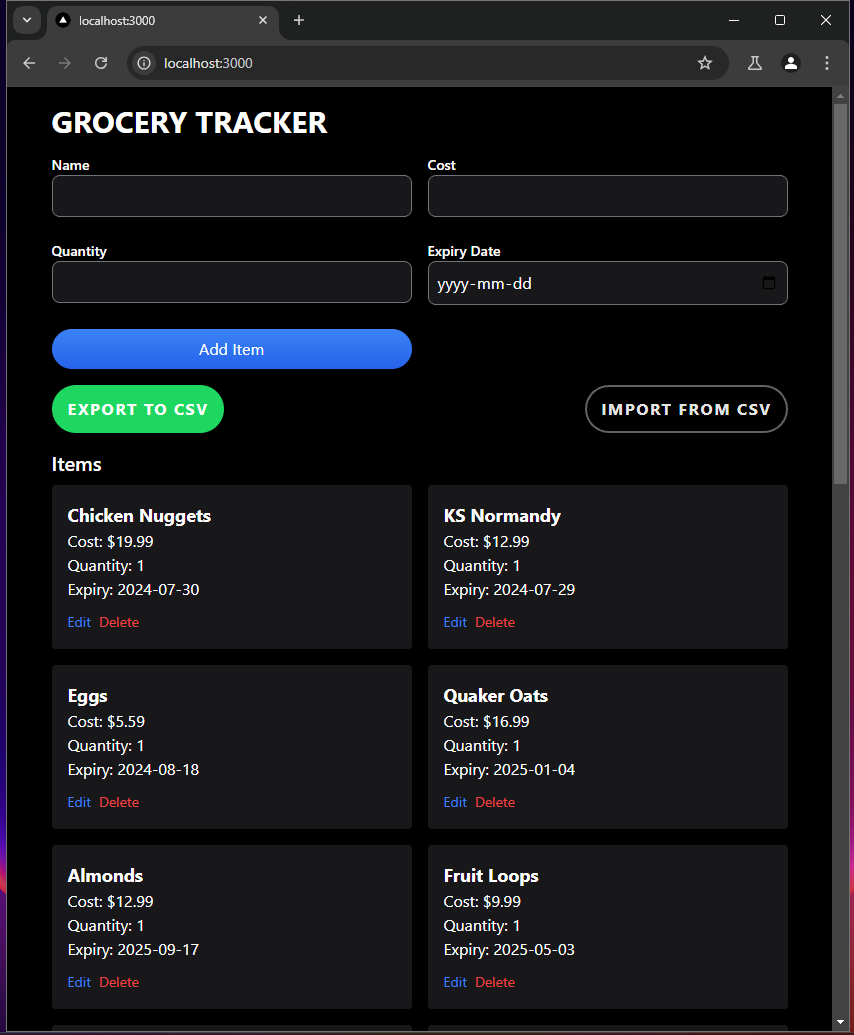 localhost:3000
localhost:3000
GROCERY TRACKER
Name
Cost
Quantity
Expiry Date
yyyy-mm-dd
Add Item
EXPORT TO CSV
IMPORT FROM CSV
Items
Chicken Nuggets
Cost: $19.99
Quantity: 1
Expiry: 2024-07-30
Edit Delete
KS Normandy
Cost: $12.99
Quantity: 1
Expiry: 2024-07-29
Edit Delete
Eggs
Cost: $5.59
Quantity: 1
Expiry: 2024-08-18
Edit Delete
Quaker Oats
Cost: $16.99
Quantity: 1
Expiry: 2025-01-04
Edit Delete
Almonds
Cost: $12.99
Quantity: 1
Expiry: 2025-09-17
Edit Delete
Fruit Loops
Cost: $9.99
Quantity: 1
Expiry: 2025-05-03
Edit Delete